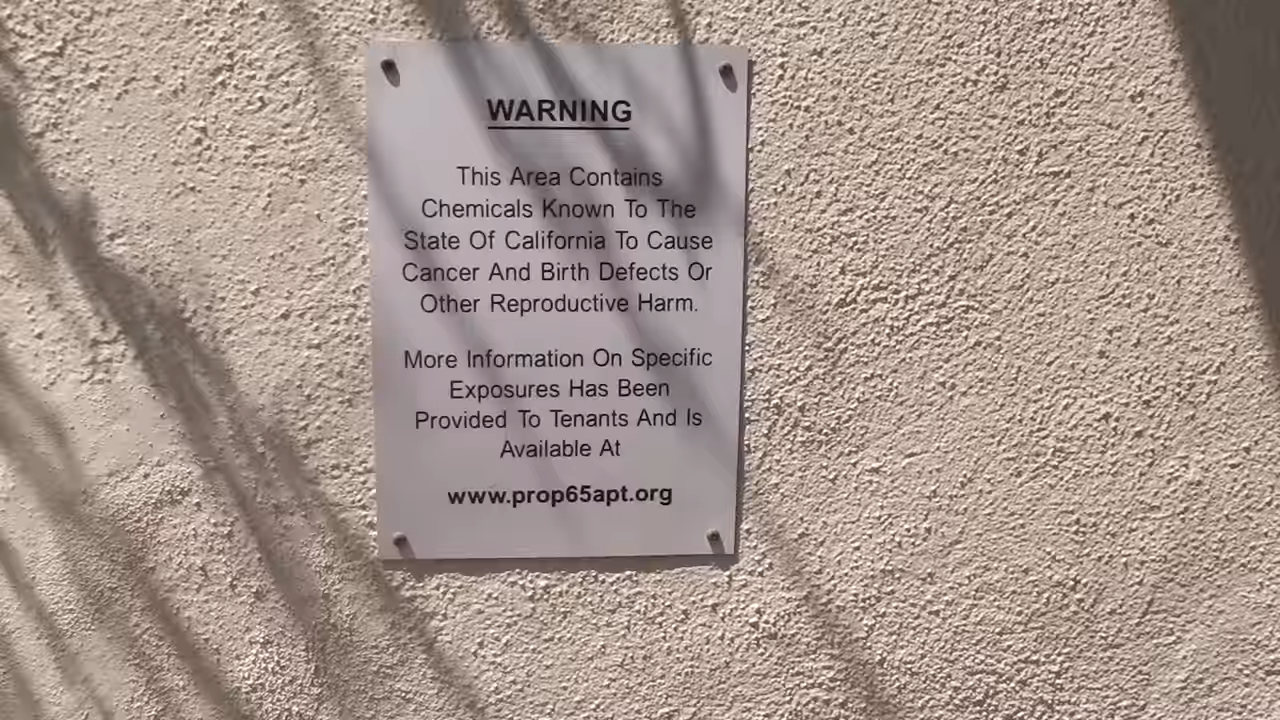 WARNING
This Area Contains
Chemicals Known To The
State Of California To Cause
Cancer And Birth Defects Or
Other Reproductive Harm.
More Information On Specific
Exposures Has Been
Provided To Tenants And Is
Available At
www.prop65apt.org